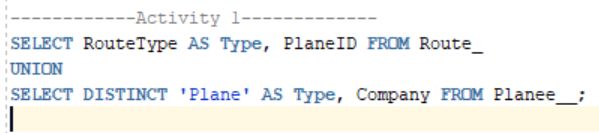 ------------Activity 1-------------
SELECT RouteType AS Type, PlaneID FROM Route_
UNION
SELECT DISTINCT 'Plane' AS Type, Company FROM Planee__;